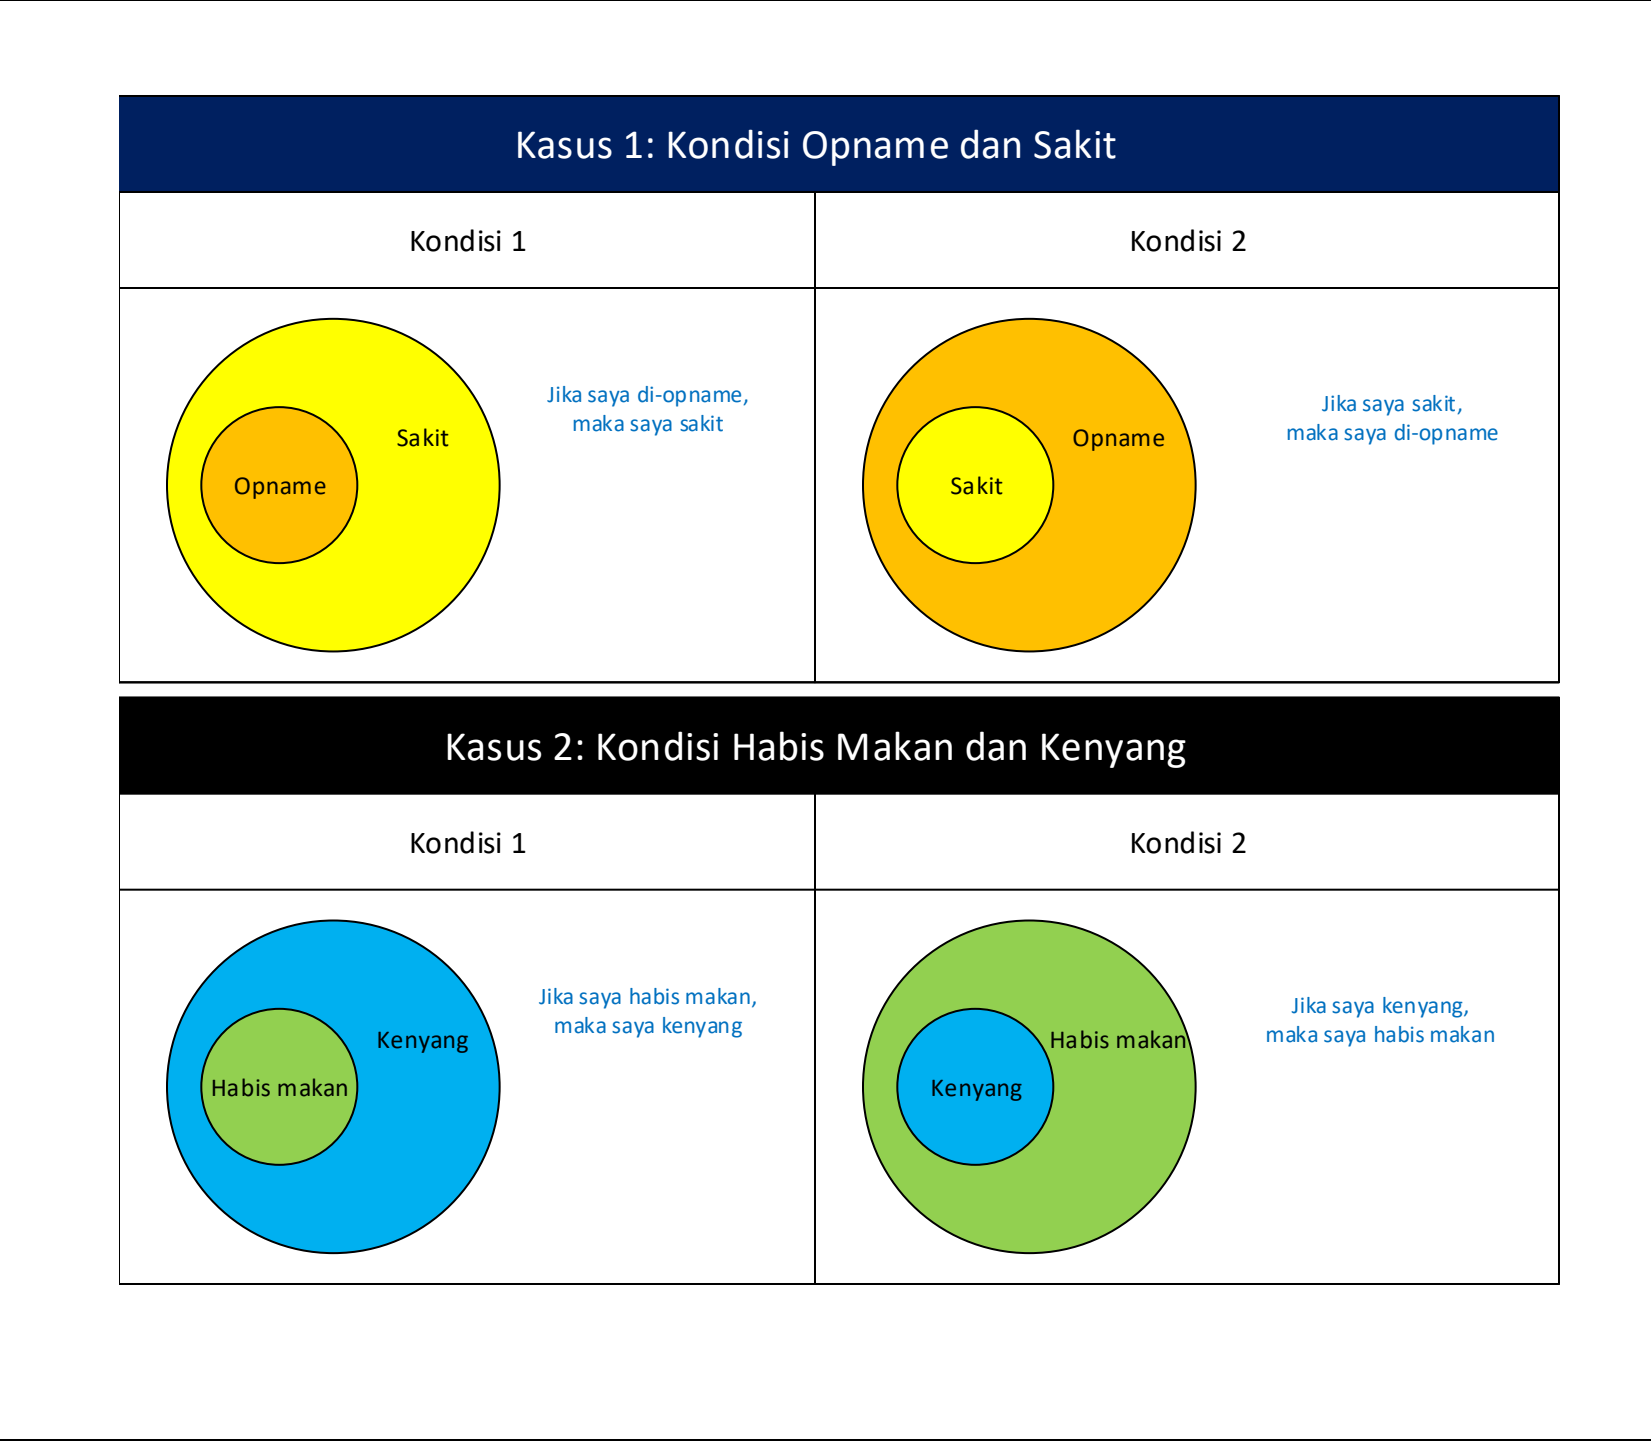 Kasus 1: Kondisi Opname dan Sakit
Kondisi 1
Kondisi 2
Sakit
Opname
Jika saya di-opname,
maka saya sakit
Opname
Sakit
Jika saya sakit,
maka saya di-opname
Kasus 2: Kondisi Habis Makan dan Kenyang
Kondisi 1
Kondisi 2
Kenyang
Habis makan
Jika saya habis makan,
maka saya kenyang
Habis makan
Kenyang
Jika saya kenyang,
maka saya habis makan